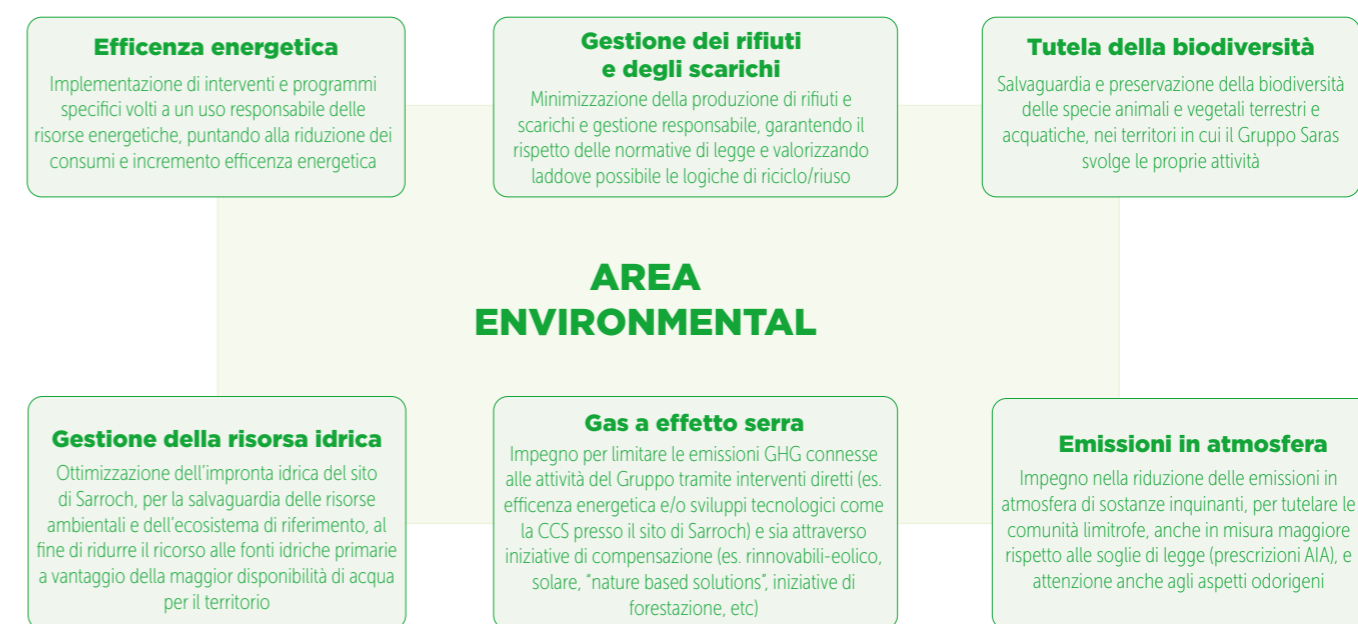 Efficenza energetica
Implementazione di interventi e programmi
specifici volti a un uso responsabile delle
risorse energetiche, puntando alla riduzione dei
consumi e incremento efficenza energetica
Gestione dei rifiuti
e degli scarichi
Minimizzazione della produzione di rifiuti e
scarichi e gestione responsabile, garantendo il
rispetto delle normative di legge e valorizzando
laddove possibile le logiche di riciclo/riuso
Tutela della biodiversità
Salvaguardia e preservazione della biodiversità
delle specie animali e vegetali terrestri e
acquatiche, nei territori in cui il Gruppo Saras
svolge le proprie attività
AREA
ENVIRONMENTAL
Gestione della risorsa idrica
Ottimizzazione dell'impronta idrica del sito
di Sarroch, per la salvaguardia delle risorse
ambientali e dell'ecosistema di riferimento, al
fine di ridurre il ricorso alle fonti idriche primarie
a vantaggio della maggior disponibilità di acqua
per il territorio
Gas a effetto serra
Impegno per limitare le emissioni GHG connesse
alle attività del Gruppo tramite interventi diretti (es.
efficenza energetica e/o sviluppi tecnologici come
la CCS presso il sito di Sarroch) e sia attraverso
iniziative di compensazione (es. rinnovabili-eolico,
solare, "nature based solutions", iniziative di
forestazione, etc)
Emissioni in atmosfera
Impegno nella riduzione delle emissioni in
atmosfera di sostanze inquinanti, per tutelare le
comunità limitrofe, anche in misura maggiore
rispetto alle soglie di legge (prescrizioni AIA), e
attenzione anche agli aspetti odorigeni